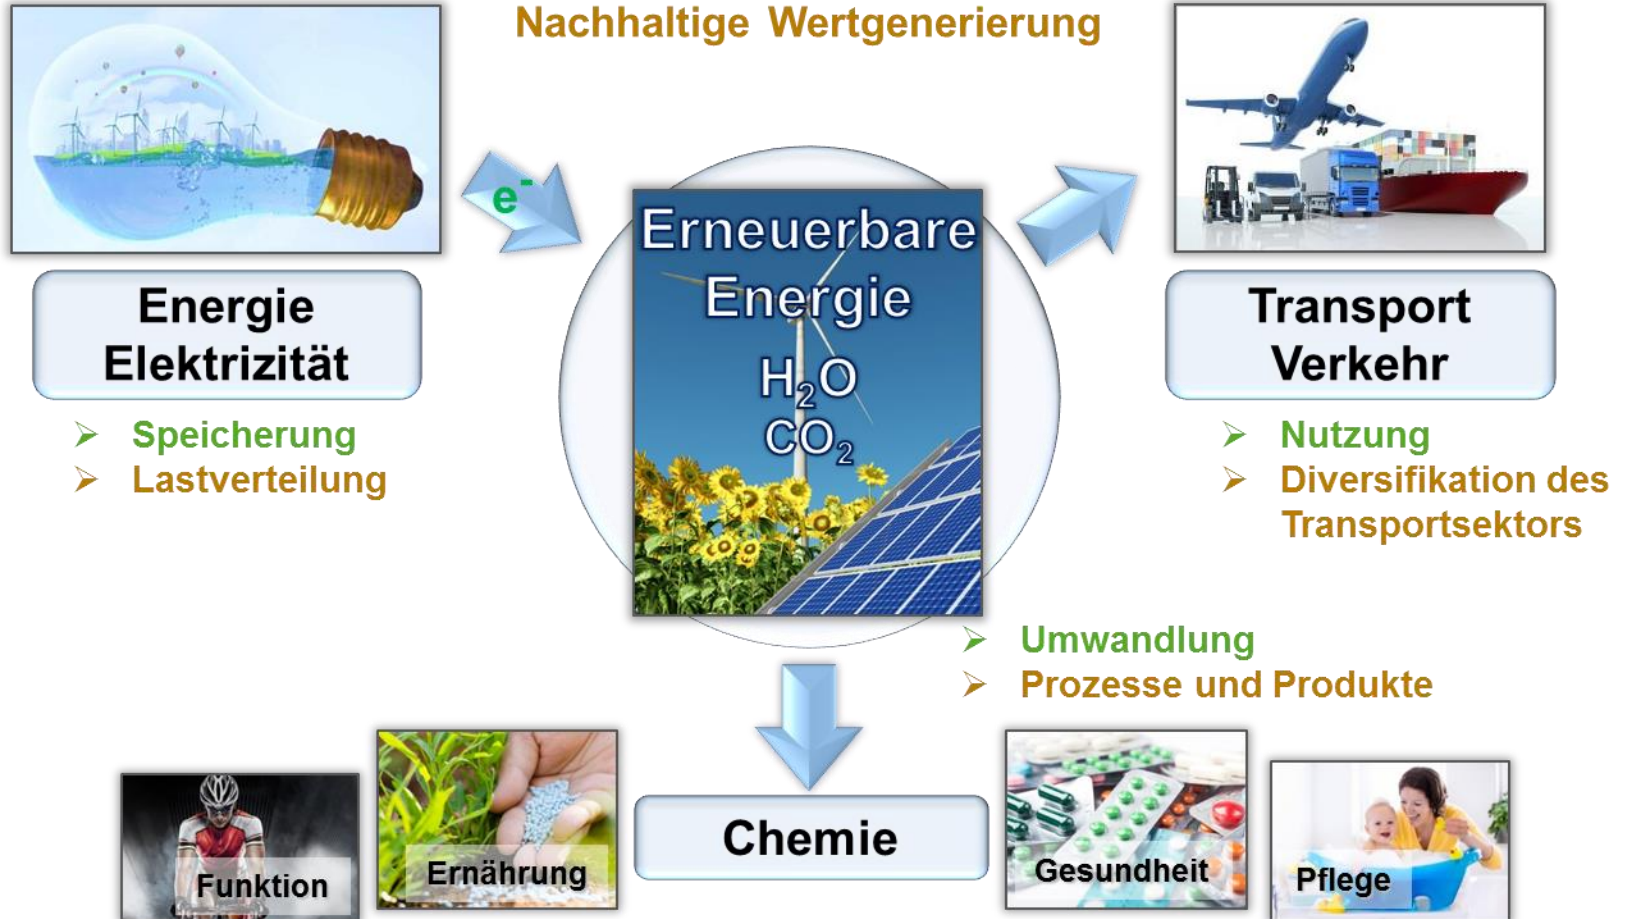 Nachhaltige Wertgenerierung
e⁻
Erneuerbare
Energie
H₂O
CO₂
Energie
Elektrizität
Speicherung
Lastverteilung
Transport
Verkehr
Nutzung
Diversifikation des
Transportsektors
Umwandlung
Prozesse und Produkte
Chemie
Funktion
Ernährung
Gesundheit
Pflege